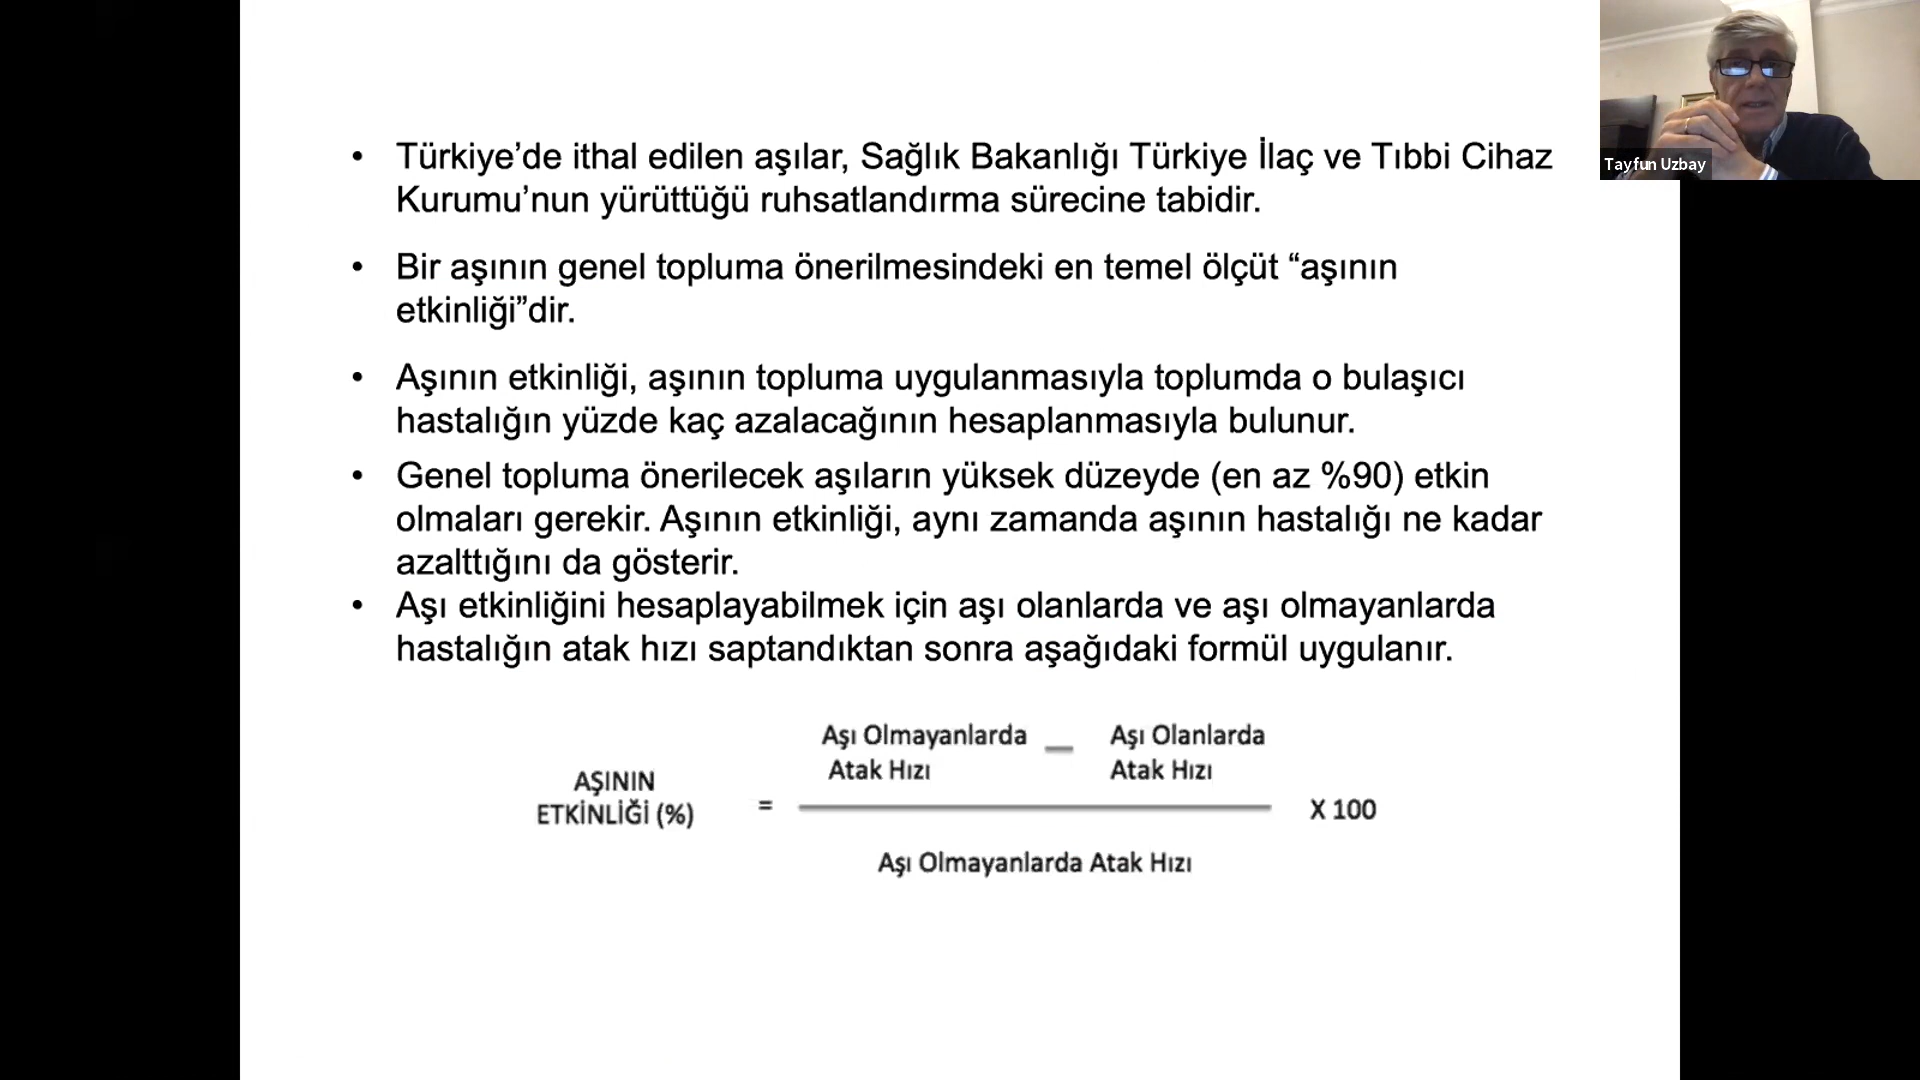 • Türkiye’de ithal edilen aşılar, Sağlık Bakanlığı Türkiye İlaç ve Tıbbi Cihaz
Kurumu’nun yürüttüğü ruhsatlandırma sürecine tabidir.
• Bir aşının genel topluma önerilmesindeki en temel ölçüt “aşının
etkinliği”dir.
• Aşının etkinliği, aşının topluma uygulanmasıyla toplumda o bulaşıcı
hastalığın yüzde kaç azalacağının hesaplanmasıyla bulunur.
• Genel topluma önerilecek aşıların yüksek düzeyde (en az %90) etkin
olmaları gerekir. Aşının etkinliği, aynı zamanda aşının hastalığı ne kadar
azalttığını da gösterir.
• Aşı etkinliğini hesaplayabilmek için aşı olanlarda ve aşı olmayanlarda
hastalığın atak hızı saptandıktan sonra aşağıdaki formül uygulanır.
Aşı Olmayanlarda — Aşı Olanlarda
Atak Hızı Atak Hızı
AŞININ
ETKİNLİĞİ (%) = X 100
Aşı Olmayanlarda Atak Hızı
Tayfun Uzbay